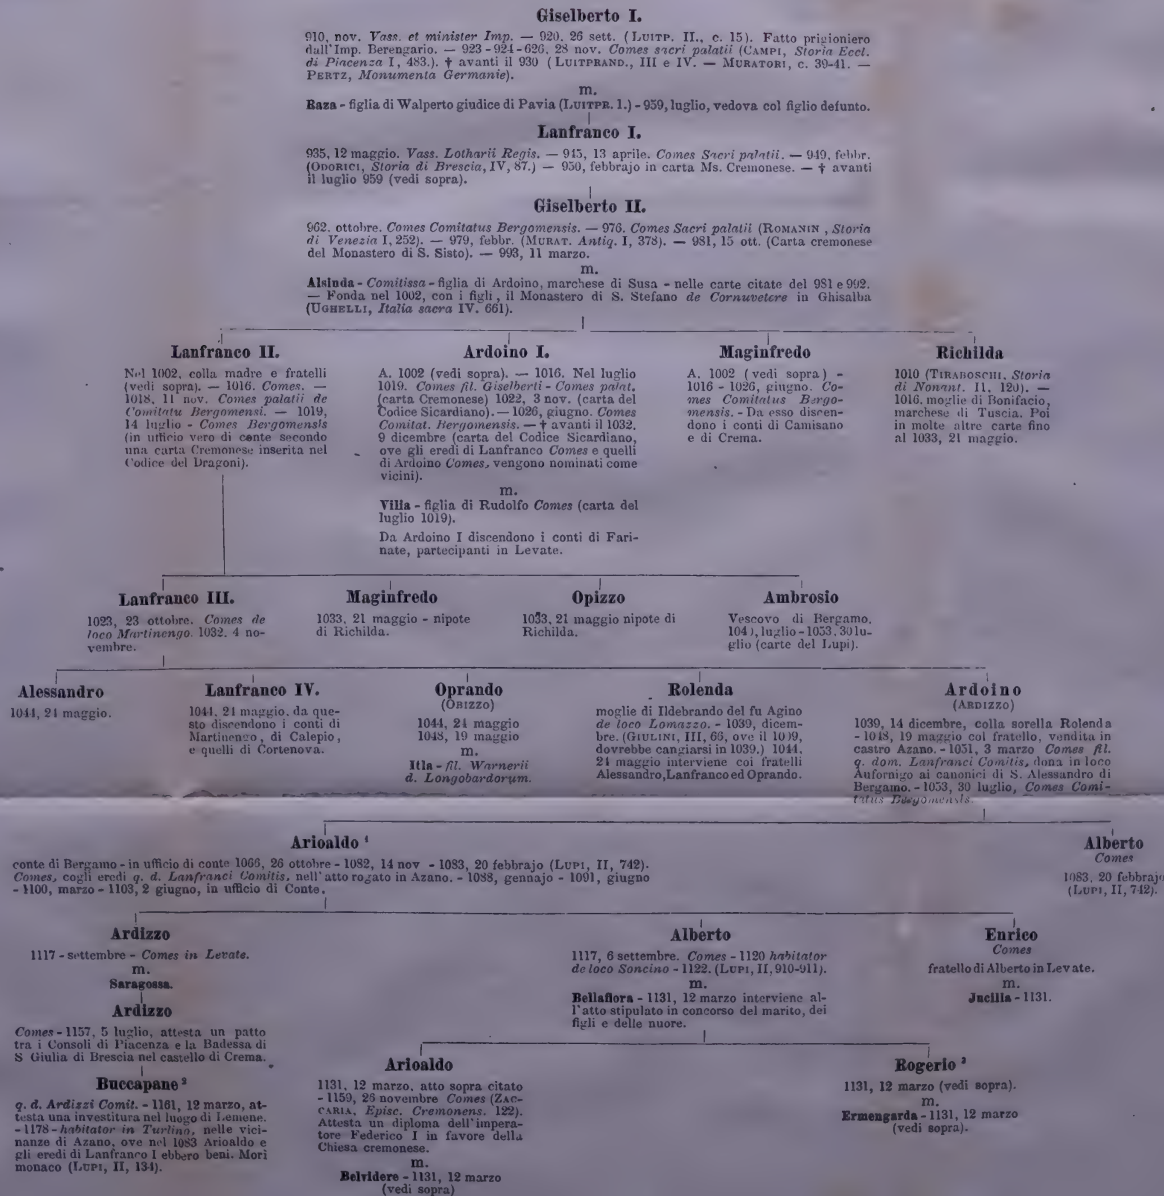 Giselberto I.
910, nov. Vass. et minister Imp. — 920, 26 sett. (LUITP. II., c. 15). Fatto prigioniero
dall'Imp. Berengario. — 923-924-626, 28 nov. Comes sacri palatii (CAMPI, Storia Eccl.
di Piacenza I, 483.). † avanti il 930 (LUITPRAND., III e IV. — MURATORI, c. 39-41. —
PERTZ, Monumenta Germanie).
m.
Raza - figlia di Walperto giudice di Pavia (LUITPR. I.) - 959, luglio, vedova col figlio defunto.
Lanfranco I.
935, 12 maggio. Vass. Lotharii Regis. — 945, 13 aprile. Comes Sacri palatii. — 949, febbr.
(ODORICI, Storia di Brescia, IV, 87.) — 950, febbrajo in carta Ms. Cremonese. — † avanti
il luglio 959 (vedi sopra).
Giselberto II.
962. ottobre. Comes Comitatus Bergomensis. — 976. Comes Sacri palatii (ROMANIN, Storia
di Venezia I, 252). — 979, febbr. (MURAT. Antiq. I, 378). — 981, 15 ott. (Carta cremonese
del Monastero di S. Sisto). — 993, 11 marzo.
m.
Alsinda - Comitissa - figlia di Ardoino, marchese di Susa - nelle carte citate del 981 e 992.
— Fonda nel 1002, con i figli, il Monastero di S. Stefano de Cornuvetere in Ghisalba
(UGHELLI, Italia sacra IV. 661).
Lanfranco II.
Nel 1002, colla madre e fratelli
(vedi sopra). — 1016. Comes. —
1018, 11 nov. Comes palatii de
Comitatu Bergomensi. — 1019,
14 luglio - Comes Bergomensis
(in ufficio vero di conte secondo
una carta Cremonese inserita nel
Codice del Dragoni).
Ardoino I.
A. 1002 (vedi sopra). — 1016. Nel luglio
1019. Comes fil. Giselberti - Comes palat.
(carta Cremonese) 1022, 3 nov. (carta del
Codice Sicardiano). — 1026, giugno. Comes
Comitat. Bergomensis. — † avanti il 1032.
9 dicembre (carta del Codice Sicardiano,
ove gli eredi di Lanfranco Comes e quelli
di Ardoino Comes, vengono nominati come
vicini).
m.
Villa - figlia di Rudolfo Comes (carta del
luglio 1019).
Da Ardoino I discendono i conti di Fari-
nate, partecipanti in Levate.
Maginfredo
A. 1002 (vedi sopra) -
1016 - 1026, giugno. Co-
mes Comitatus Bergo-
mensis. - Da esso discen-
dono i conti di Camisano
e di Crema.
Richilda
1010 (TIRABOSCHI, Storia
di Nonant. II, 120). —
1016, moglie di Bonifacio,
marchese di Tuscia. Poi
in molte altre carte fino
al 1033, 21 maggio.
Lanfranco III.
1023, 23 ottobre. Comes de
loco Martinengo. 1032. 4 no-
vembre.
Maginfredo
1033, 21 maggio - nipote
di Richilda.
Opizzo
1033, 21 maggio nipote di
Richilda.
Ambrosio
Vescovo di Bergamo.
luglio - 1053, 30 lu-
glio (carte del Lupi).
Alessandro
1044, 21 maggio.
Lanfranco IV.
1044, 21 maggio, da que-
sto discendono i conti di
Martinengo, di Calepio,
e quelli di Cortenova.
Oprando
(OBIZZO)
1044, 21 maggio
1048, 19 maggio
m.
Itla - fil. Warnerii
d. Longobardorum.
Rolenda
moglie di Ildebrando del fu Agino
de loco Lomazzo. - 1039, dicem-
bre. (GIULINI, III, 66, ove il 1009,
dovrebbe cangiarsi in 1039.) 1044,
21 maggio interviene coi fratelli
Alessandro, Lanfranco ed Oprando.
Ardoino
(ARDIZZO)
1039, 14 dicembre, colla sorella Rolenda
- 1048, 19 maggio col fratello, vendita in
castro Azano. - 1051, 3 marzo Comes fil.
q. dom. Lanfranci Comitis, dona in loco
Aufornigo ai canonici di S. Alessandro di
Bergamo. - 1053, 30 luglio, Comes Comi-
tatus Bergomensis.
Arioaldo ¹
conte di Bergamo - in ufficio di conte 1066, 26 ottobre - 1082, 14 nov - 1083, 20 febbrajo (LUPI, II, 742).
Comes, cogli eredi q. d. Lanfranci Comitis, nell'atto rogato in Azano. - 1088, gennajo - 1091, giugno
- 1100, marzo - 1103, 2 giugno, in ufficio di Conte.
Alberto
Comes
1083, 20 febbrajo
(LUPI, II, 742).
Ardizzo
1117 - settembre - Comes in Levate.
m.
Saragossa.
Ardizzo
Comes - 1157, 5 luglio, attesta un patto
tra i Consoli di Piacenza e la Badessa di
S Giulia di Brescia nel castello di Crema.
Buccapane ²
q. d. Ardizzi Comit. - 1161, 12 marzo, at-
testa una investitura nel luogo di Lemene.
- 1178 - habitator in Turlino, nelle vici-
nanze di Azano, ove nel 1083 Arioaldo e
gli eredi di Lanfranco I ebbero beni. Morì
monaco (LUPI, II, 134).
Alberto
1117, 6 settembre. Comes - 1120 habitator
de loco Soncino - 1122. (LUPI, II, 910-911).
m.
Bellaflora - 1131, 12 marzo interviene al-
l'atto stipulato in concorso del marito, dei
figli e delle nuore.
Enrico
Comes
fratello di Alberto in Levate.
m.
Jucilia - 1131.
Arioaldo
1131, 12 marzo, atto sopra citato
- 1159, 26 novembre Comes (ZAC-
CARIA, Episc. Cremonens. 122).
Attesta un diploma dell'impera-
tore Federico I in favore della
Chiesa cremonese.
m.
Belvidere - 1131, 12 marzo
(vedi sopra)
Rogerio ³
1131, 12 marzo (vedi sopra).
m.
Ermengarda - 1131, 12 marzo
(vedi sopra).